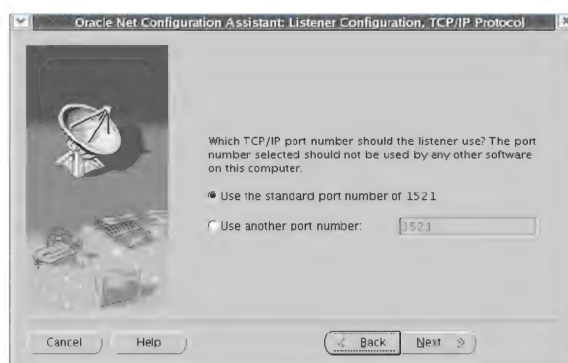 Oracle Net Configuration Assistant: Listener Configuration, TCP/IP Protocol
Which TCP/IP port number should the listener use? The port
number selected should not be used by any other software
on this computer.
Use the standard port number of 1521
Use another port number: 1521
Cancel Help Back Next